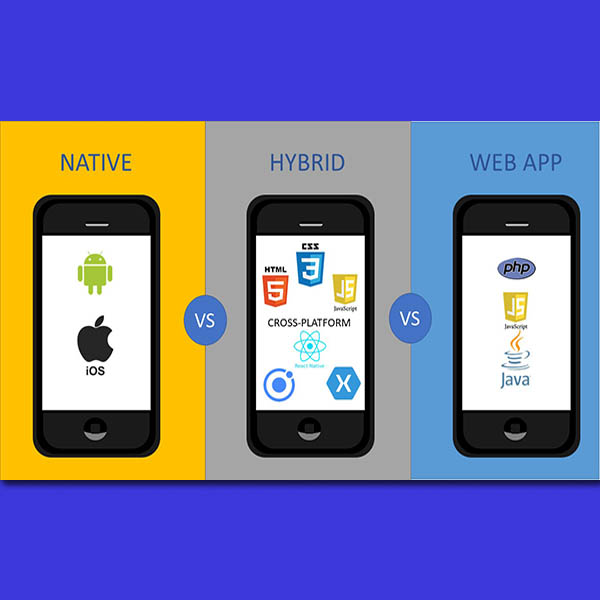 NATIVE
VS
HYBRID
VS
WEB APP
iOS
HTML
5
CSS
3
JS
JavaScript
CROSS-PLATFORM
React Native
X
php
JS
JavaScript
Java